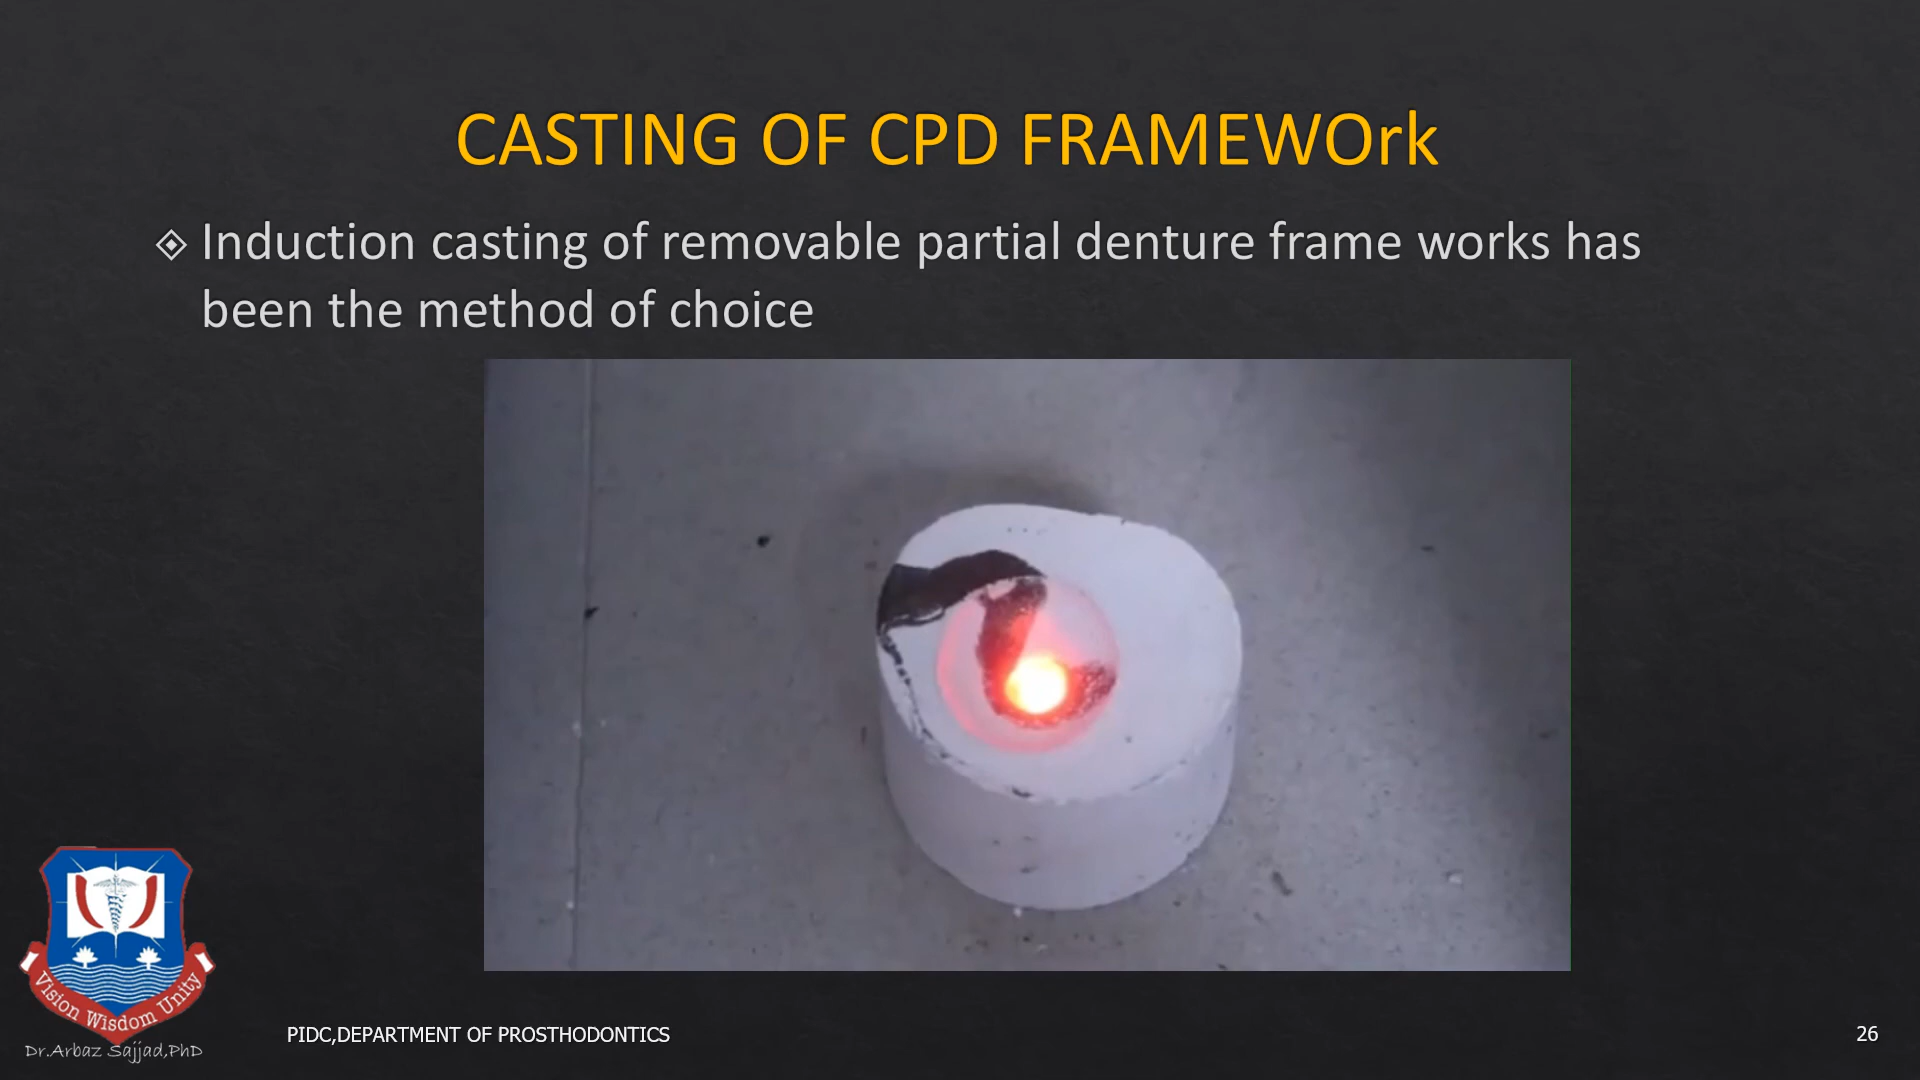 CASTING OF CPD FRAMEWOrk
Induction casting of removable partial denture frame works has
been the method of choice
Vision Wisdom Unity
Dr.Arbaz Sajjad,PhD
PIDC,DEPARTMENT OF PROSTHODONTICS
26